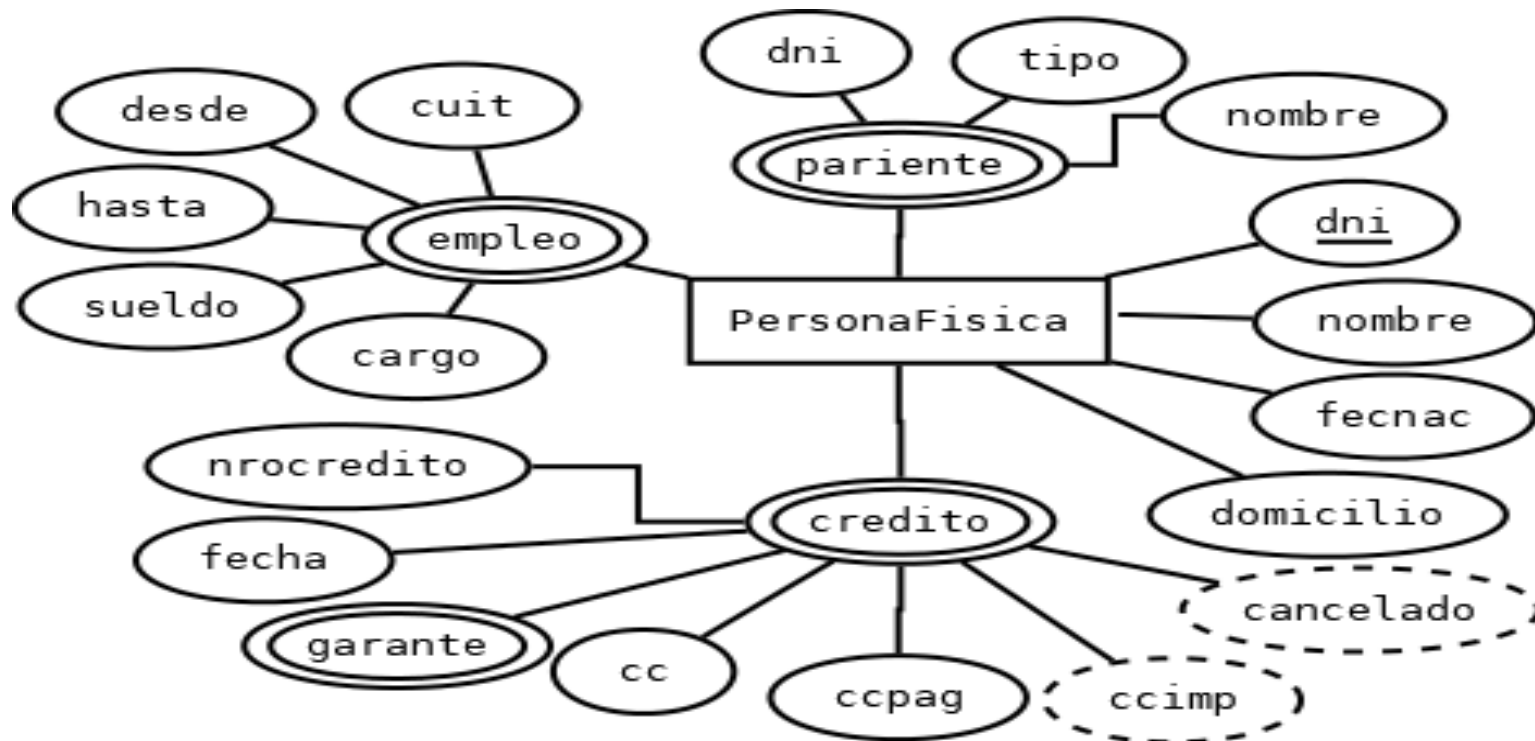 dni
tipo
nombre
pariente
desde
cuit
hasta
empleo
sueldo
cargo
PersonaFisica
dni
nombre
fecnac
domicilio
nrocredito
credito
fecha
garante
cc
ccpag
ccimp
cancelado